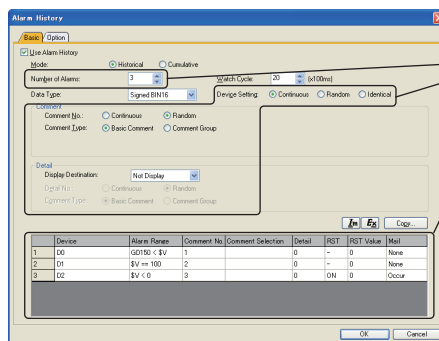 Alarm History
Basic Option
Use Alarm History
Mode: Historical Cumulative
Number of Alarms: 3 Watch Cycle: 20 (x100ms)
Data Type: Signed BIN16 Device Setting: Continuous Random Identical
Comment
Comment No.: Continuous Random
Comment Type: Basic Comment Comment Group
Detail
Display Destination: Not Display
Detail No.: Continuous Random
Comment Type: Basic Comment Comment Group
Im Ex Copy...
Device Alarm Range Comment No. Comment Selection Detail RST RST Value Mail
1 D0 GD150 < $V 1 0 - 0 None
2 D1 $V == 100 2 0 - 0 None
3 D2 $V < 0 3 0 ON 0 Occur
OK Cancel